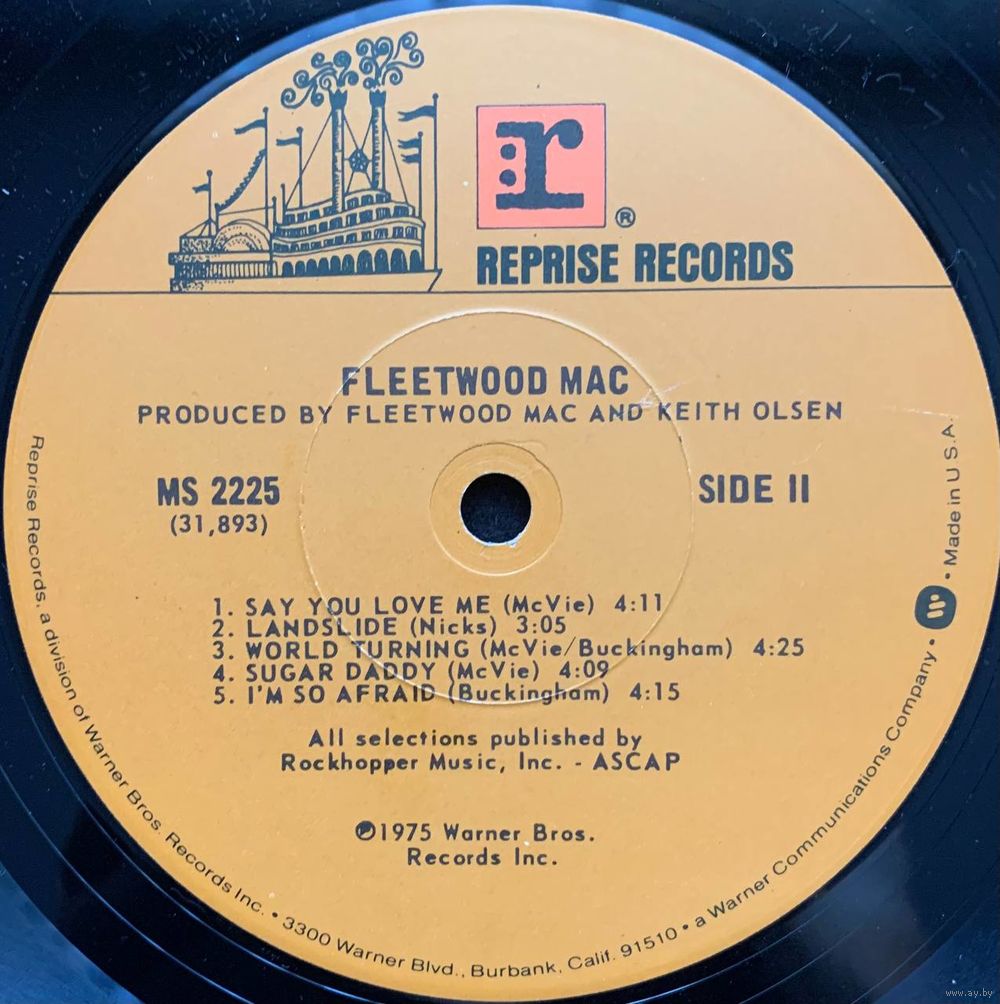 r
®
REPRISE RECORDS
FLEETWOOD MAC
PRODUCED BY FLEETWOOD MAC AND KEITH OLSEN
MS 2225
(31,893)
SIDE II
1. SAY YOU LOVE ME (McVie) 4:11
2. LANDSLIDE (Nicks) 3:05
3. WORLD TURNING (McVie/Buckingham) 4:25
4. SUGAR DADDY (McVie) 4:09
5. I'M SO AFRAID (Buckingham) 4:15
All selections published by
Rockhopper Music, Inc. - ASCAP
℗1975 Warner Bros.
Records Inc.
Reprise Records, a division of Warner Bros. Records Inc. • 3300 Warner Blvd., Burbank, Calif. 91510 • a Warner Communications Company • W • Made in U.S.A.
www.ay.by